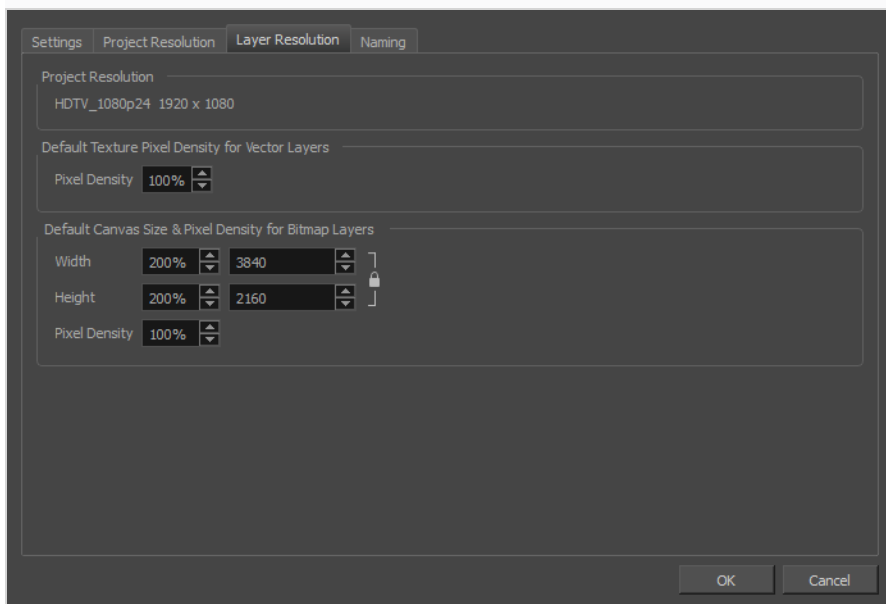 Settings Project Resolution Layer Resolution Naming
Project Resolution
HDTV_1080p24 1920 x 1080
Default Texture Pixel Density for Vector Layers
Pixel Density 100%
Default Canvas Size & Pixel Density for Bitmap Layers
Width 200% 3840
Height 200% 2160
Pixel Density 100%
OK Cancel